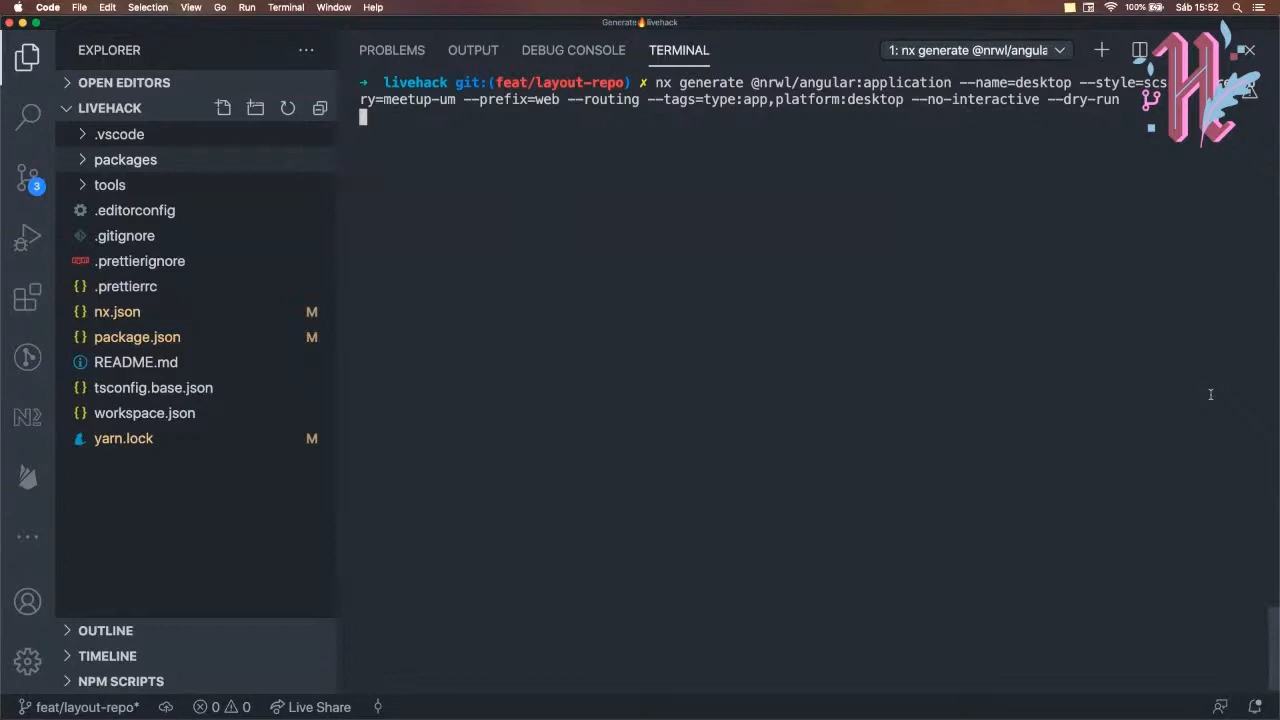 Code File Edit Selection View Go Run Terminal Window Help 100% Sáb 15:52
Generate🔥livehack
EXPLORER
OPEN EDITORS
LIVEHACK
.vscode
packages
tools
.editorconfig
.gitignore
.prettierignore
.prettierrc
nx.json M
package.json M
README.md
tsconfig.base.json
workspace.json
yarn.lock M
OUTLINE
TIMELINE
NPM SCRIPTS
3
PROBLEMS OUTPUT DEBUG CONSOLE TERMINAL 1: nx generate @nrwl/angula
→ livehack git:(feat/layout-repo) ✗ nx generate @nrwl/angular:application --name=desktop --style=scs
ry=meetup-um --prefix=web --routing --tags=type:app,platform:desktop --no-interactive --dry-run
H
feat/layout-repo* 0 0 Live Share